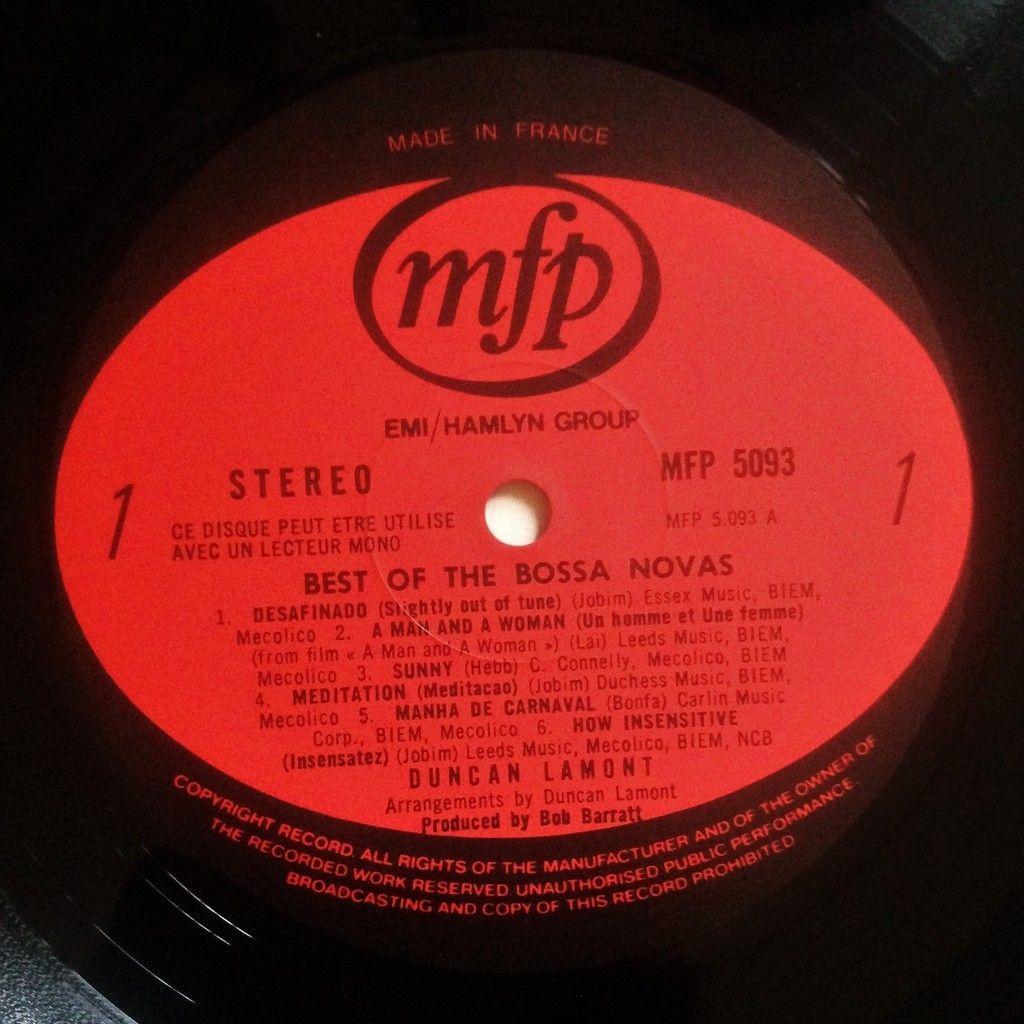 MADE IN FRANCE
mfp
EMI/HAMLYN GROUP
STEREO
MFP 5093
1
1
CE DISQUE PEUT ETRE UTILISE
AVEC UN LECTEUR MONO
MFP 5.093 A
BEST OF THE BOSSA NOVAS
1. DESAFINADO (Slightly out of tune) (Jobim) Essex Music, BIEM,
Mecolico 2. A MAN AND A WOMAN (Un homme et Une femme)
(from film « A Man and A Woman ») (Lai) Leeds Music, BIEM,
Mecolico 3. SUNNY (Hebb) C. Connelly, Mecolico, BIEM
4. MEDITATION (Meditacao) (Jobim) Duchess Music, BIEM,
Mecolico 5. MANHA DE CARNAVAL (Bonfa) Carlin Music
Corp., BIEM, Mecolico 6. HOW INSENSITIVE
(Insensatez) (Jobim) Leeds Music, Mecolico, BIEM, NCB
DUNCAN LAMONT
Arrangements by Duncan Lamont
Produced by Bob Barratt
COPYRIGHT RECORD. ALL RIGHTS OF THE MANUFACTURER AND OF THE OWNER OF
THE RECORDED WORK RESERVED UNAUTHORISED PUBLIC PERFORMANCE
BROADCASTING AND COPY OF THIS RECORD PROHIBITED